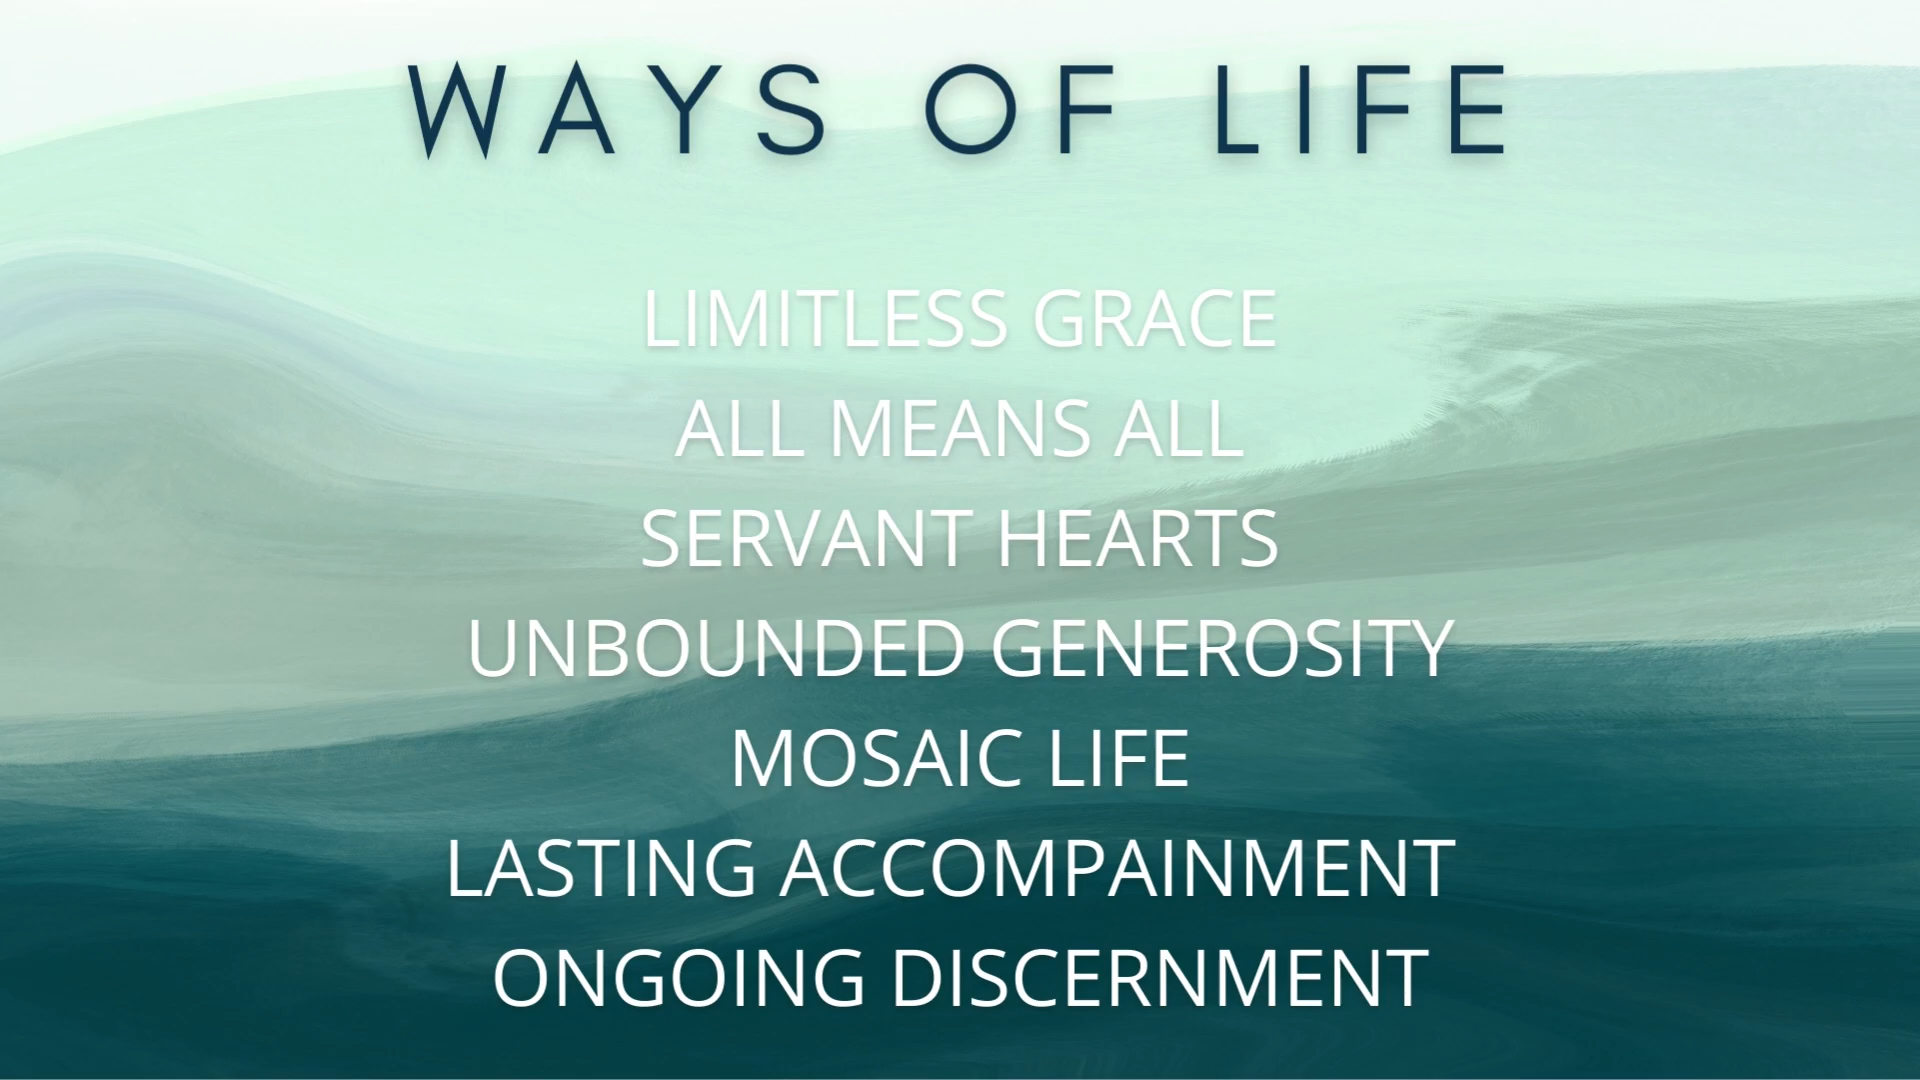 WAYS OF LIFE
LIMITLESS GRACE
ALL MEANS ALL
SERVANT HEARTS
UNBOUNDED GENEROSITY
MOSAIC LIFE
LASTING ACCOMPAINMENT
ONGOING DISCERNMENT